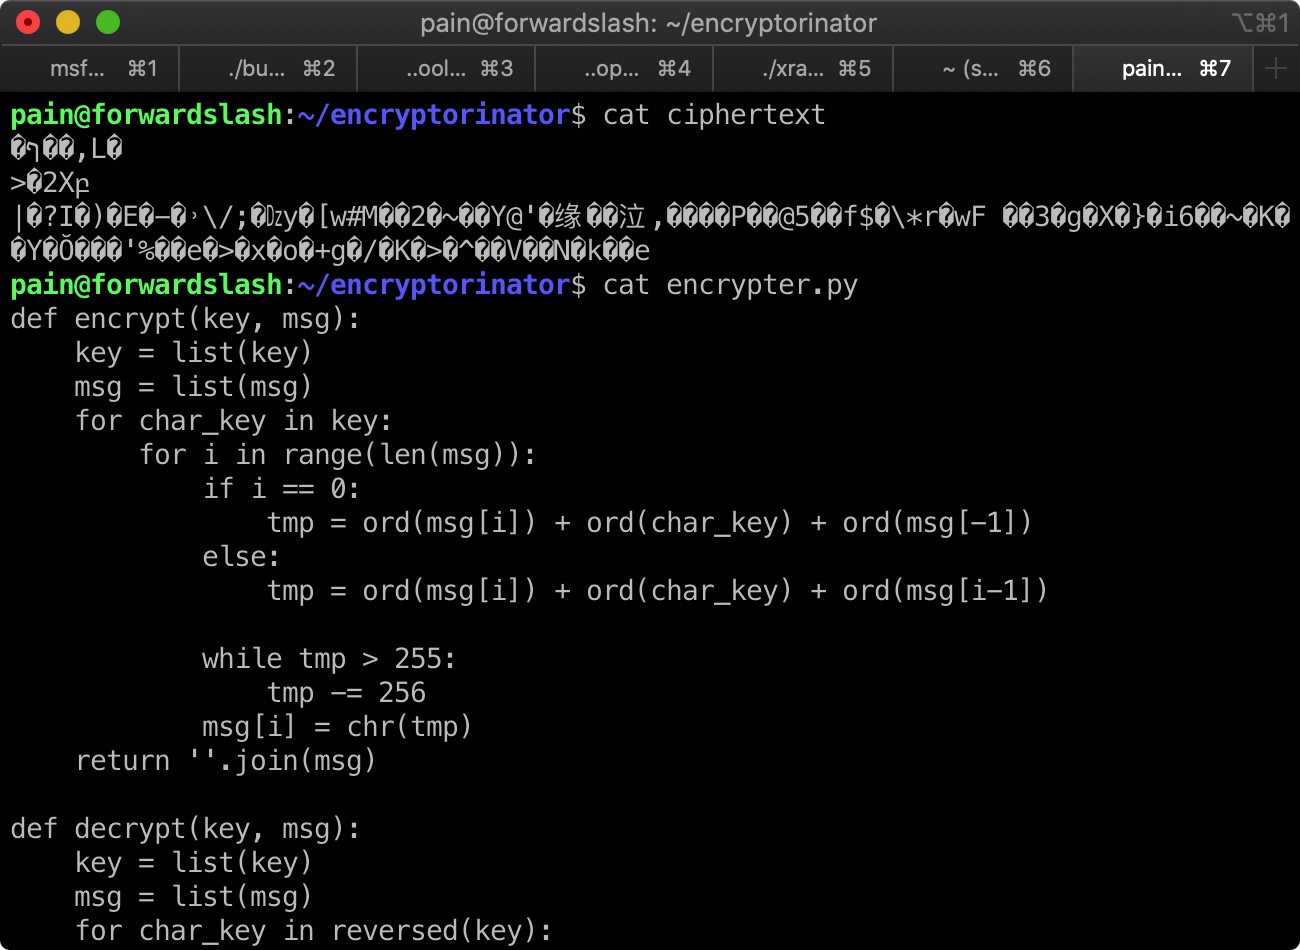 pain@forwardslash: ~/encryptorinator ⌥⌘1
msf... ⌘1 ./bu... ⌘2 ..ool... ⌘3 ..op... ⌘4 ./xra... ⌘5 ~ (s... ⌘6 pain... ⌘7
pain@forwardslash:~/encryptorinator$ cat ciphertext
�ך��,L�
>�2Xբ
|�?I�)�E�-�۬\/;�ʣy�[w#M��2�~��Y@'�缘��泣,����P��@5��f$�\*r�wF ��3�g�X�}�i6��~�K�
�Y�Ŏ���'%��e�>�x�o�+g�/�K�>�^��V��N�k��e
pain@forwardslash:~/encryptorinator$ cat encrypter.py
def encrypt(key, msg):
    key = list(key)
    msg = list(msg)
    for char_key in key:
        for i in range(len(msg)):
            if i == 0:
                tmp = ord(msg[i]) + ord(char_key) + ord(msg[-1])
            else:
                tmp = ord(msg[i]) + ord(char_key) + ord(msg[i-1])
            while tmp > 255:
                tmp -= 256
            msg[i] = chr(tmp)
    return ''.join(msg)
def decrypt(key, msg):
    key = list(key)
    msg = list(msg)
    for char_key in reversed(key):